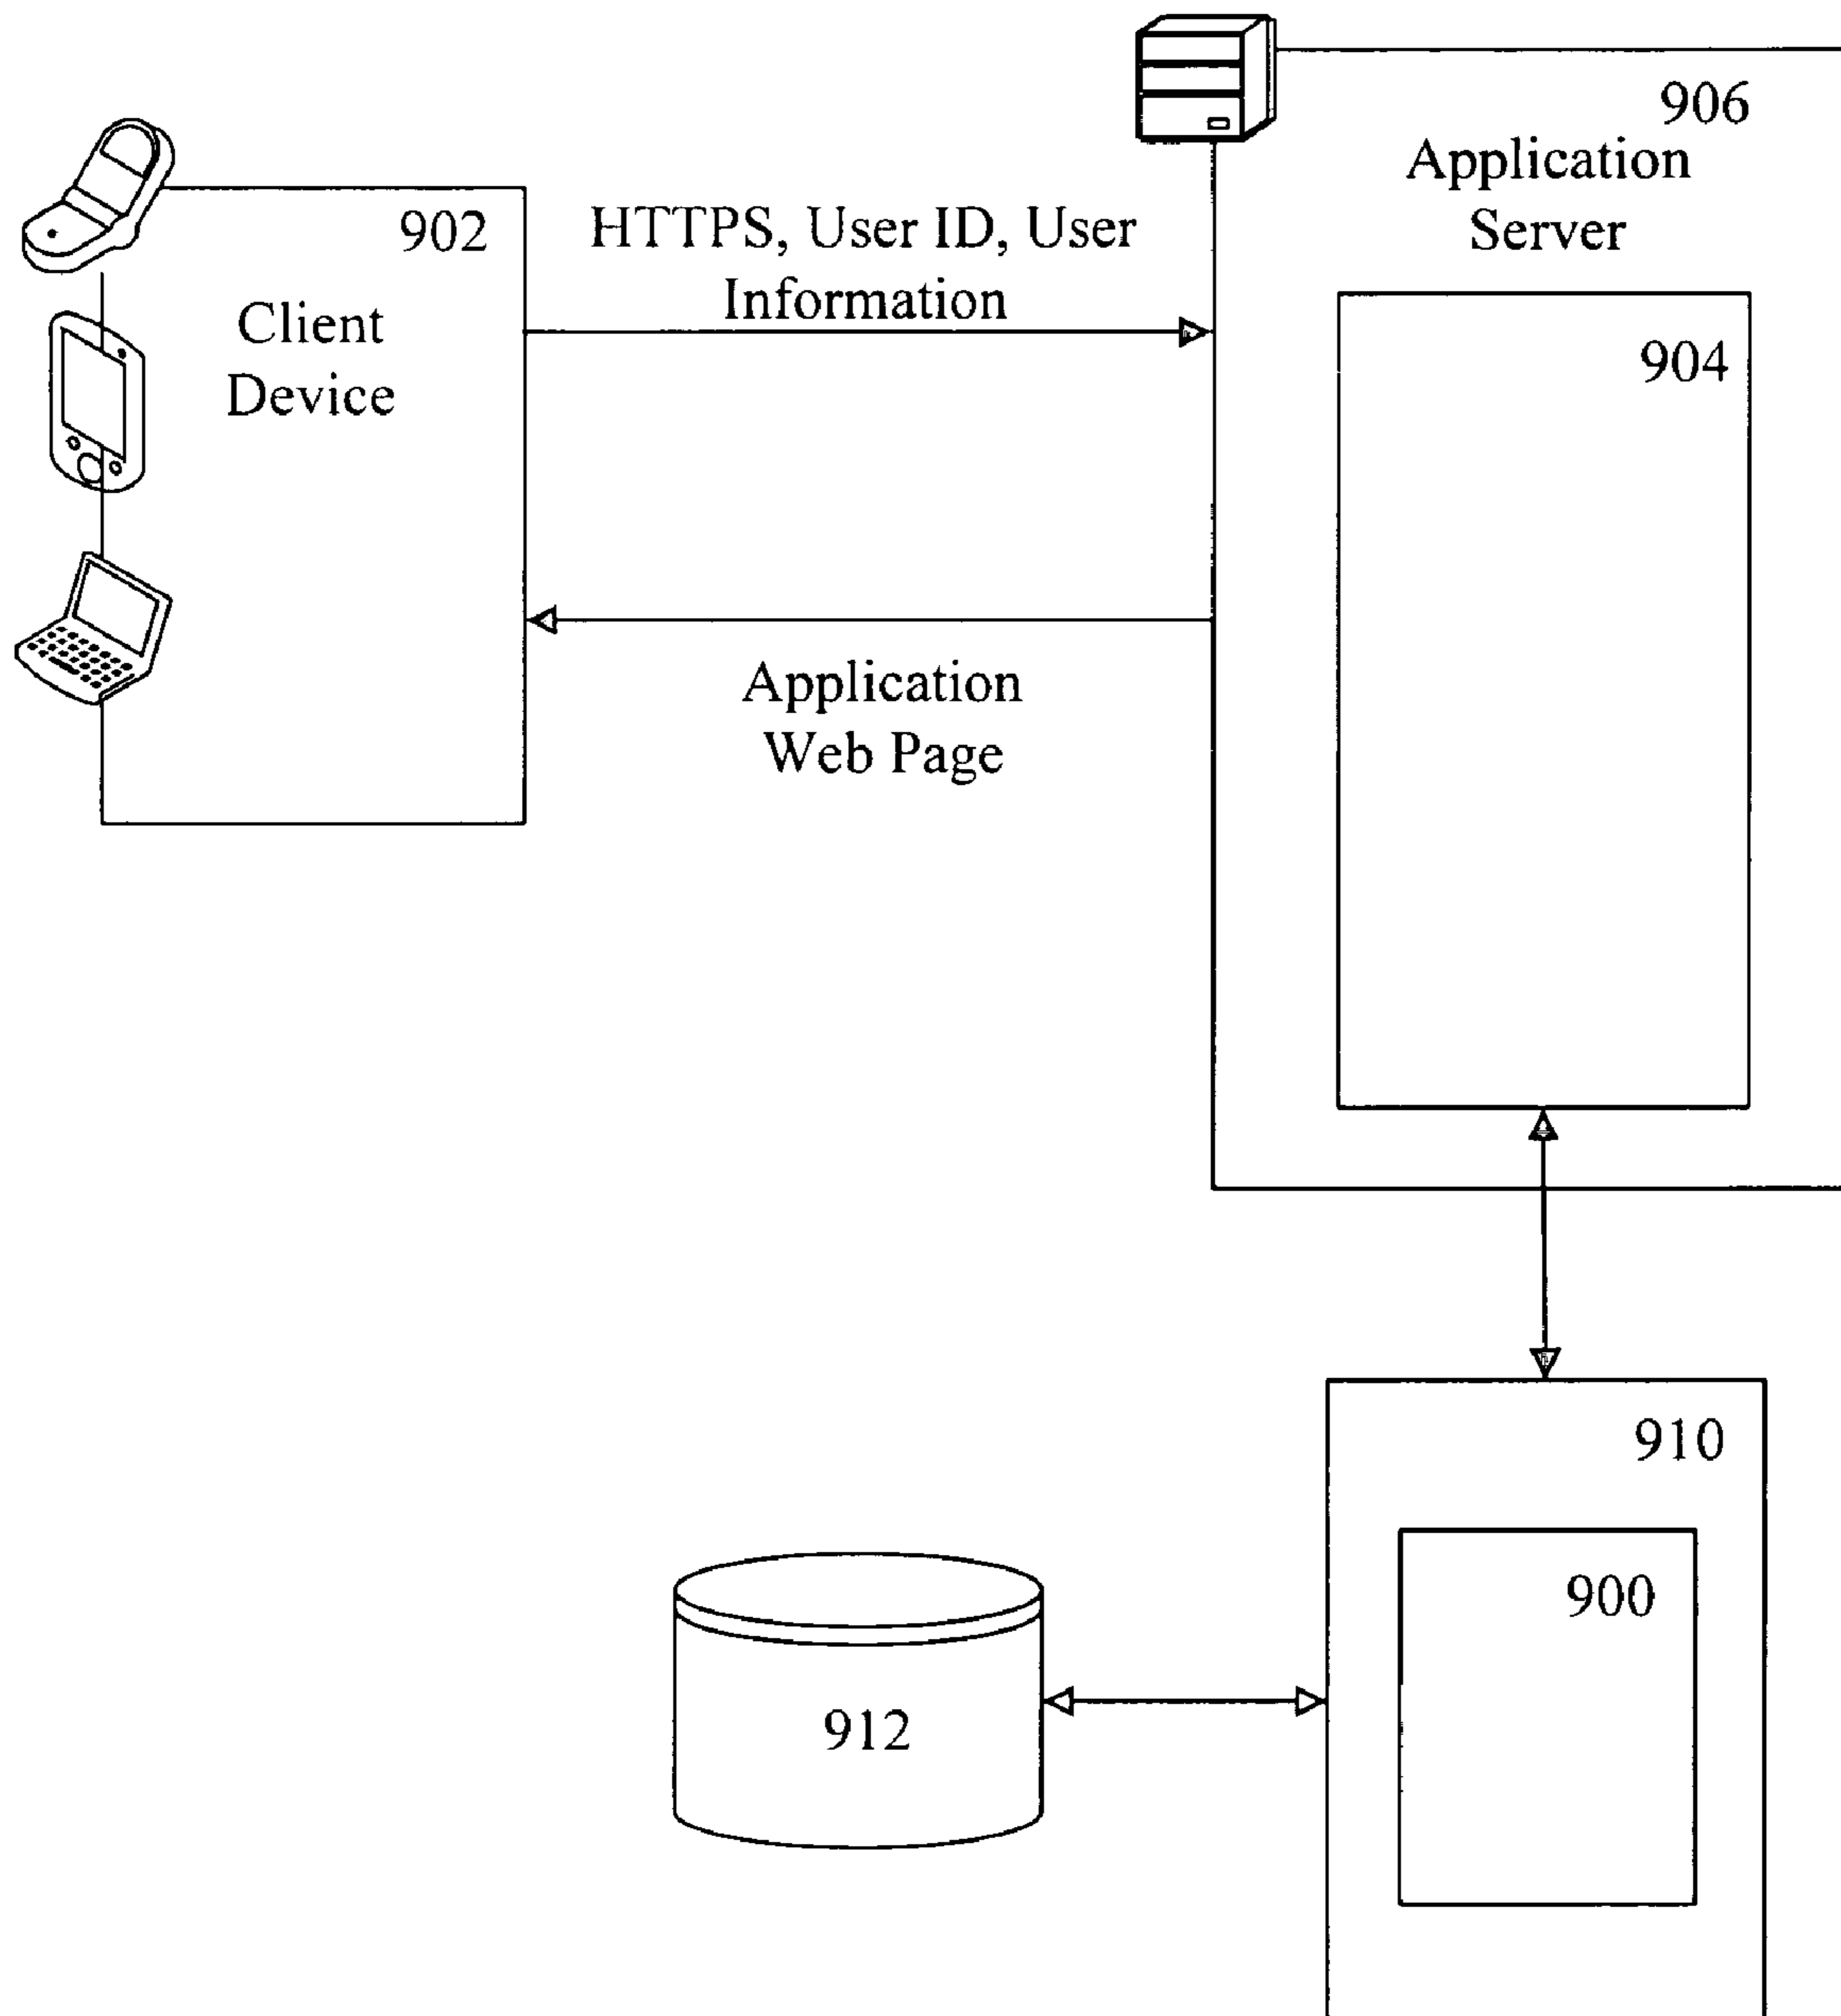 906
Application
Server
902
HTTPS, User ID, User
Information
Client
Device
904
Application
Web Page
910
900
912